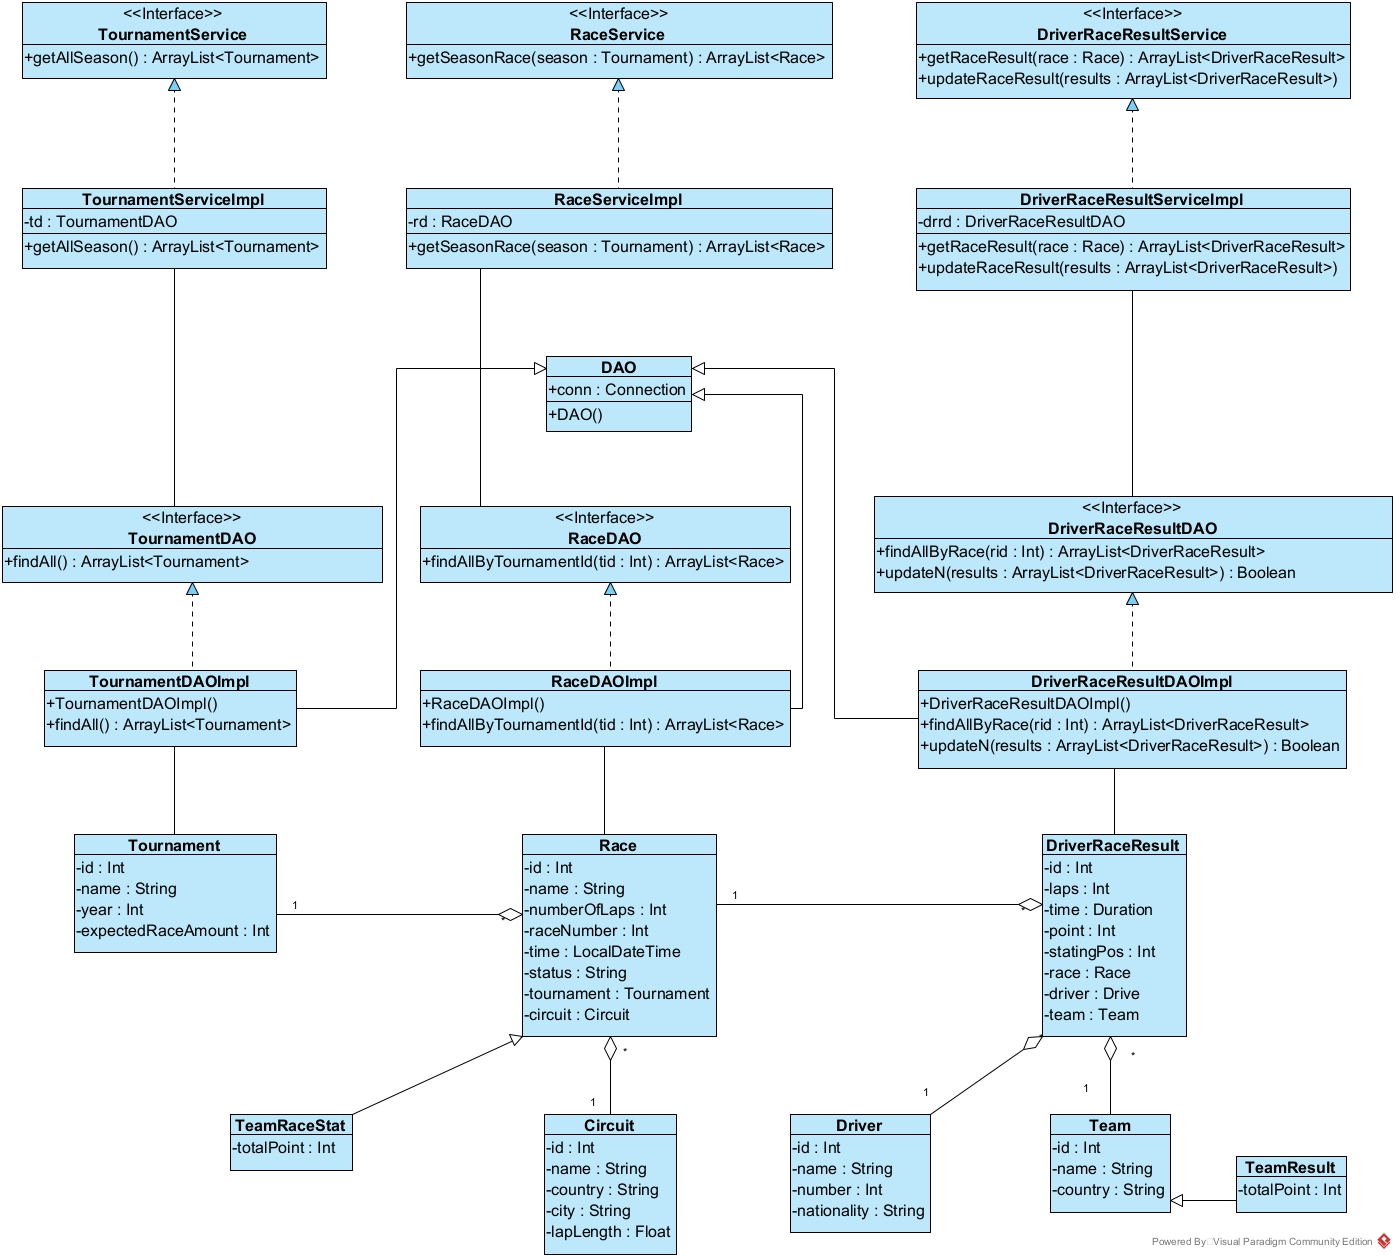 <<Interface>>
TournamentService
+getAllSeason() : ArrayList<Tournament>
<<Interface>>
RaceService
+getSeasonRace(season : Tournament) : ArrayList<Race>
<<Interface>>
DriverRaceResultService
+getRaceResult(race : Race) : ArrayList<DriverRaceResult>
+updateRaceResult(results : ArrayList<DriverRaceResult>)
TournamentServiceImpl
-td : TournamentDAO
+getAllSeason() : ArrayList<Tournament>
RaceServiceImpl
-rd : RaceDAO
+getSeasonRace(season : Tournament) : ArrayList<Race>
DriverRaceResultServiceImpl
-drrd : DriverRaceResultDAO
+getRaceResult(race : Race) : ArrayList<DriverRaceResult>
+updateRaceResult(results : ArrayList<DriverRaceResult>)
DAO
+conn : Connection
+DAO()
<<Interface>>
TournamentDAO
+findAll() : ArrayList<Tournament>
<<Interface>>
RaceDAO
+findAllByTournamentId(tid : Int) : ArrayList<Race>
<<Interface>>
DriverRaceResultDAO
+findAllByRace(rid : Int) : ArrayList<DriverRaceResult>
+updateN(results : ArrayList<DriverRaceResult>) : Boolean
TournamentDAOImpl
+TournamentDAOImpl()
+findAll() : ArrayList<Tournament>
RaceDAOImpl
+RaceDAOImpl()
+findAllByTournamentId(tid : Int) : ArrayList<Race>
DriverRaceResultDAOImpl
+DriverRaceResultDAOImpl()
+findAllByRace(rid : Int) : ArrayList<DriverRaceResult>
+updateN(results : ArrayList<DriverRaceResult>) : Boolean
Tournament
-id : Int
-name : String
-year : Int
-expectedRaceAmount : Int
1
*
Race
-id : Int
-name : String
-numberOfLaps : Int
-raceNumber : Int
-time : LocalDateTime
-status : String
-tournament : Tournament
-circuit : Circuit
1
*
DriverRaceResult
-id : Int
-laps : Int
-time : Duration
-point : Int
-statingPos : Int
-race : Race
-driver : Drive
-team : Team
*
1
*
1
*
1
TeamRaceStat
-totalPoint : Int
Circuit
-id : Int
-name : String
-country : String
-city : String
-lapLength : Float
Driver
-id : Int
-name : String
-number : Int
-nationality : String
Team
-id : Int
-name : String
-country : String
TeamResult
-totalPoint : Int
Powered By Visual Paradigm Community Edition